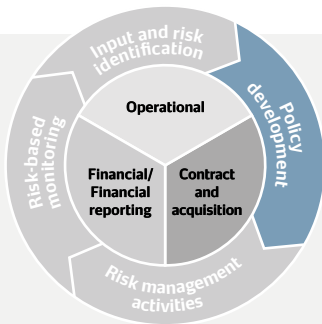 Input and risk
identification
Policy
development
Risk management
activities
Risk-based
monitoring
Operational
Financial/
Financial
reporting
Contract
and
acquisition